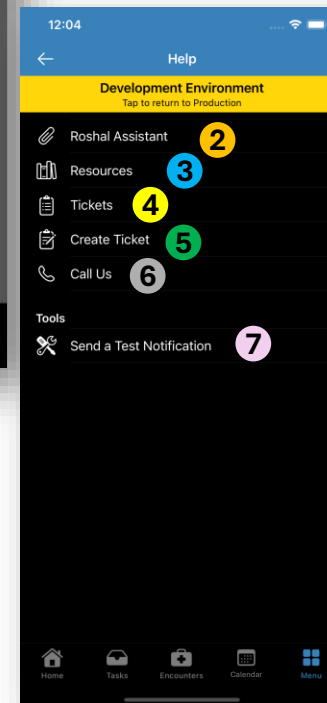 12:04
Help
Development Environment
Tap to return to Production
Roshal Assistant 2
Resources 3
Tickets 4
Create Ticket 5
Call Us 6
Tools
Send a Test Notification 7
Home Tasks Encounters Calendar Menu